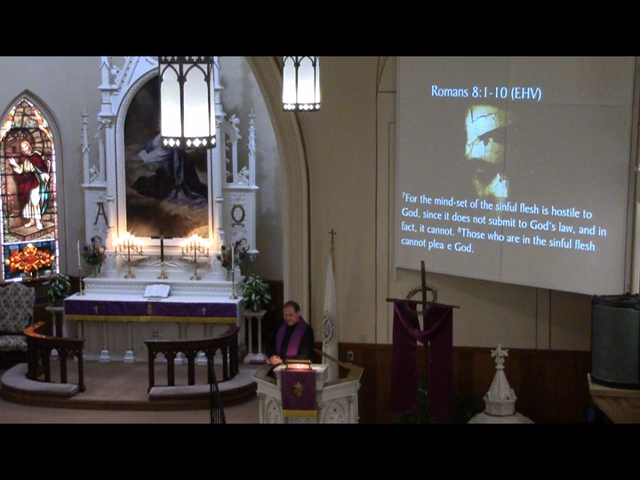 Romans 8:1-10 (EHV)
⁷For the mind-set of the sinful flesh is hostile to
God, since it does not submit to God's law, and in
fact, it cannot. ⁸Those who are in the sinful flesh
cannot plea e God.
Α Ω